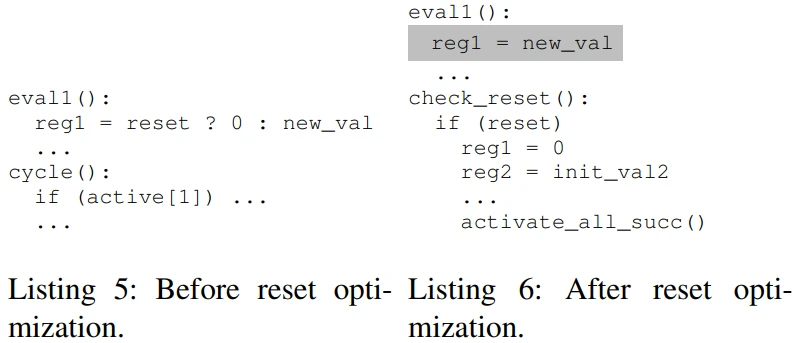 eval1():
reg1 = reset ? 0 : new_val
...
cycle():
if (active[1]) ...
...
Listing 5: Before reset opti-
mization.
eval1():
reg1 = new_val
...
check_reset():
if (reset)
reg1 = 0
reg2 = init_val2
...
activate_all_succ()
Listing 6: After reset opti-
mization.